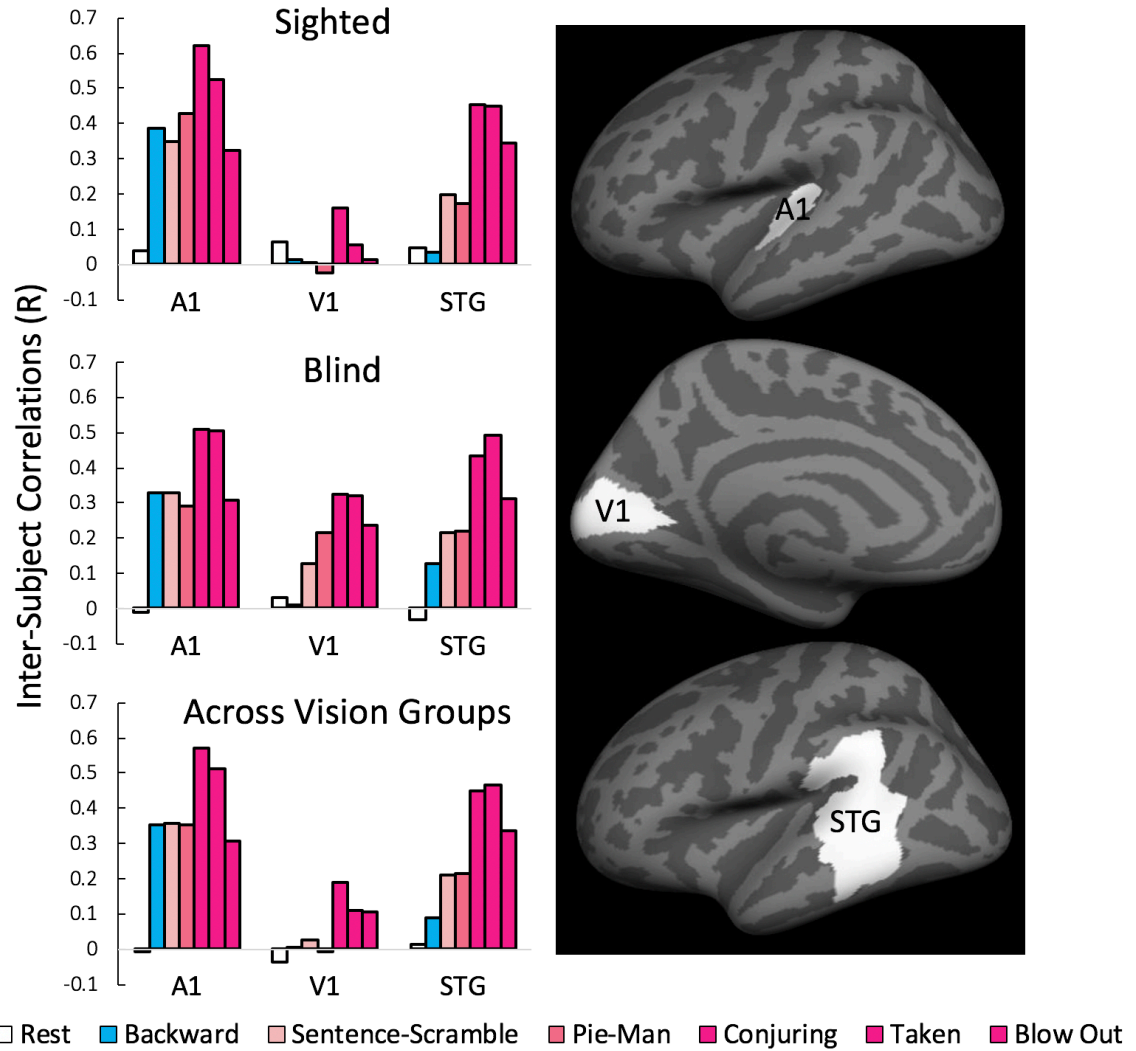 Inter-Subject Correlations (R)
Sighted
0.7
0.6
0.5
0.4
0.3
0.2
0.1
0
-0.1
A1 V1 STG
Blind
0.7
0.6
0.5
0.4
0.3
0.2
0.1
0
-0.1
A1 V1 STG
Across Vision Groups
0.7
0.6
0.5
0.4
0.3
0.2
0.1
0
-0.1
A1 V1 STG
A1
V1
STG
Rest Backward Sentence-Scramble Pie-Man Conjuring Taken Blow Out